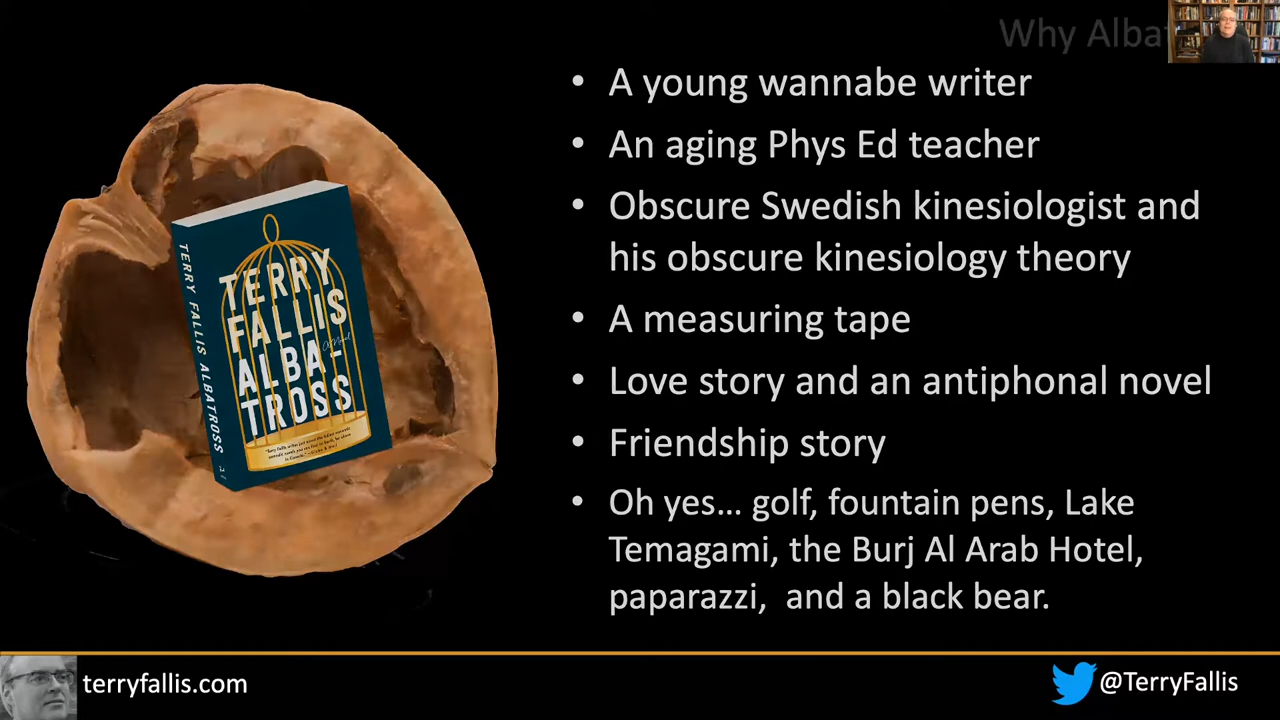 Why Alba
• A young wannabe writer
• An aging Phys Ed teacher
• Obscure Swedish kinesiologist and
his obscure kinesiology theory
• A measuring tape
• Love story and an antiphonal novel
• Friendship story
• Oh yes… golf, fountain pens, Lake
Temagami, the Burj Al Arab Hotel,
paparazzi,  and a black bear.
TERRY FALLIS ALBATROSS
TERRY
FALLIS
A Novel
ALBA-
TROSS
terryfallis.com
@TerryFallis